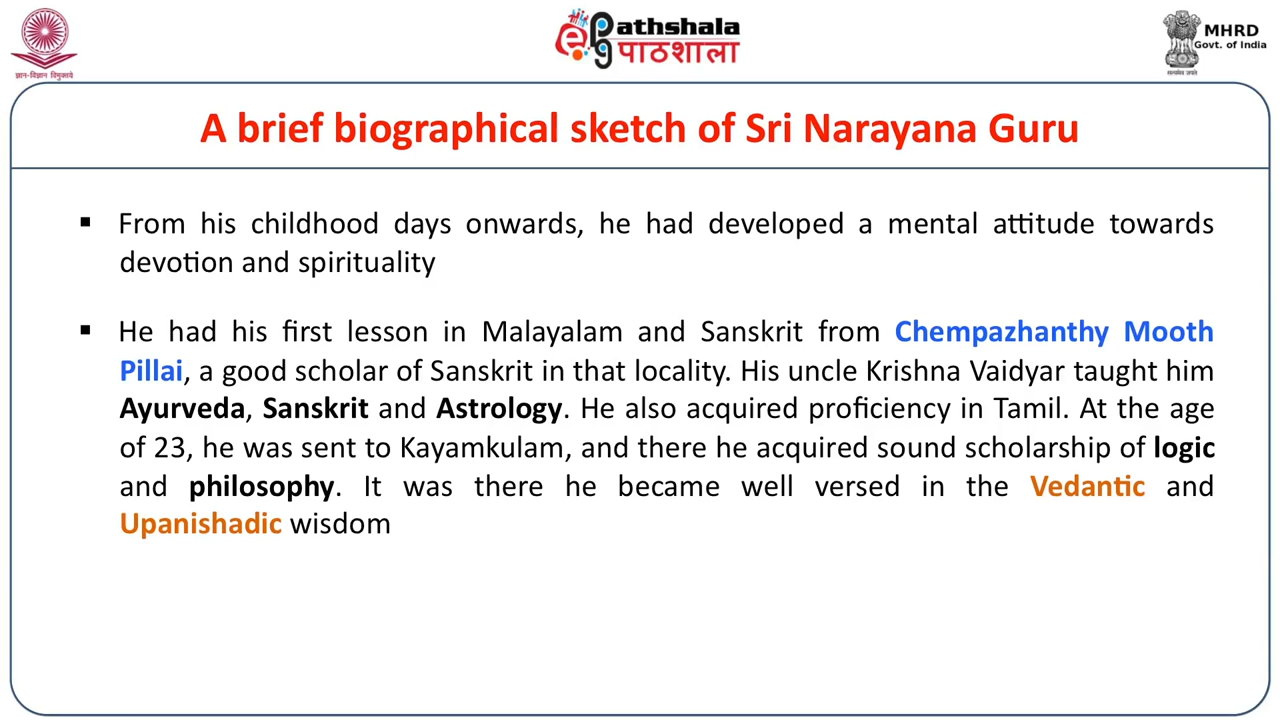 ज्ञान-विज्ञान विमुक्तये
ePathshala
पाठशाला
MHRD
Govt. of India
सत्यमेव जयते
A brief biographical sketch of Sri Narayana Guru
▪ From his childhood days onwards, he had developed a mental attitude towards
devotion and spirituality
▪ He had his first lesson in Malayalam and Sanskrit from Chempazhanthy Mooth
Pillai, a good scholar of Sanskrit in that locality. His uncle Krishna Vaidyar taught him
Ayurveda, Sanskrit and Astrology. He also acquired proficiency in Tamil. At the age
of 23, he was sent to Kayamkulam, and there he acquired sound scholarship of logic
and philosophy. It was there he became well versed in the Vedantic and
Upanishadic wisdom